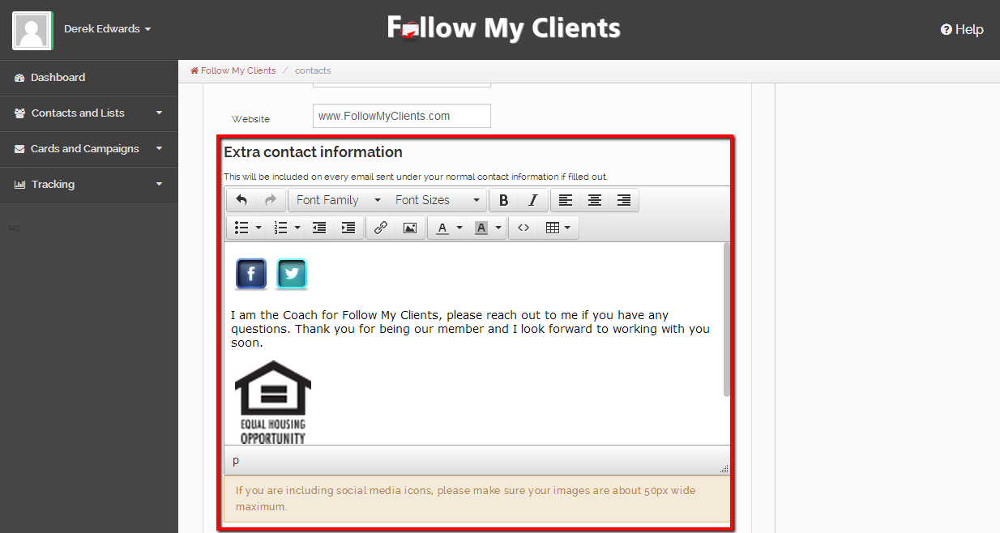 Derek Edwards
Follow My Clients
Help
Dashboard
Contacts and Lists
Cards and Campaigns
Tracking
123
Follow My Clients / contacts
Website
www.FollowMyClients.com
Extra contact information
This will be included on every email sent under your normal contact information if filled out.
Font Family
Font Sizes
B
I
A
A
I am the Coach for Follow My Clients, please reach out to me if you have any
questions. Thank you for being our member and I look forward to working with you
soon.
EQUAL HOUSING
OPPORTUNITY
p
If you are including social media icons, please make sure your images are about 50px wide
maximum.